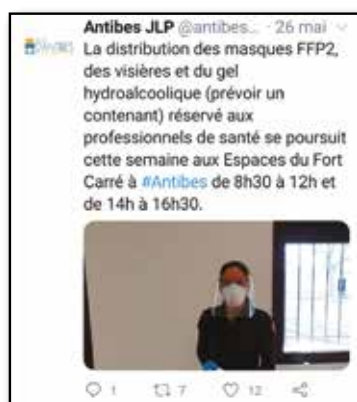 Antibes JLP @antibes... · 26 mai
La distribution des masques FFP2,
des visières et du gel
hydroalcoolique (prévoir un
contenant) réservé aux
professionnels de santé se poursuit
cette semaine aux Espaces du Fort
Carré à #Antibes de 8h30 à 12h et
de 14h à 16h30.
1 7 12